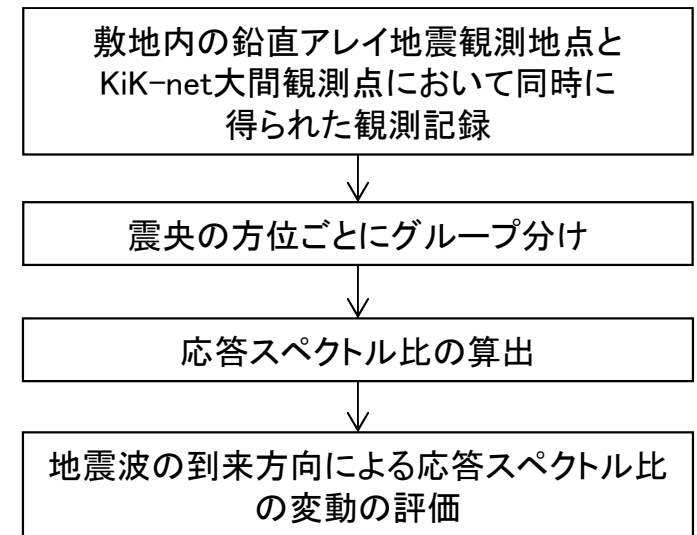 敷地内の鉛直アレイ地震観測地点と
KiK-net大間観測点において同時に
得られた観測記録
震央の方位ごとにグループ分け
応答スペクトル比の算出
地震波の到来方向による応答スペクトル比
の変動の評価